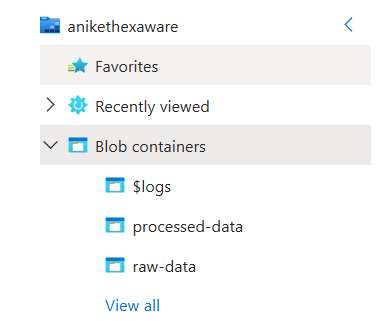 anikethexaware
Favorites
Recently viewed
Blob containers
$logs
processed-data
raw-data
View all